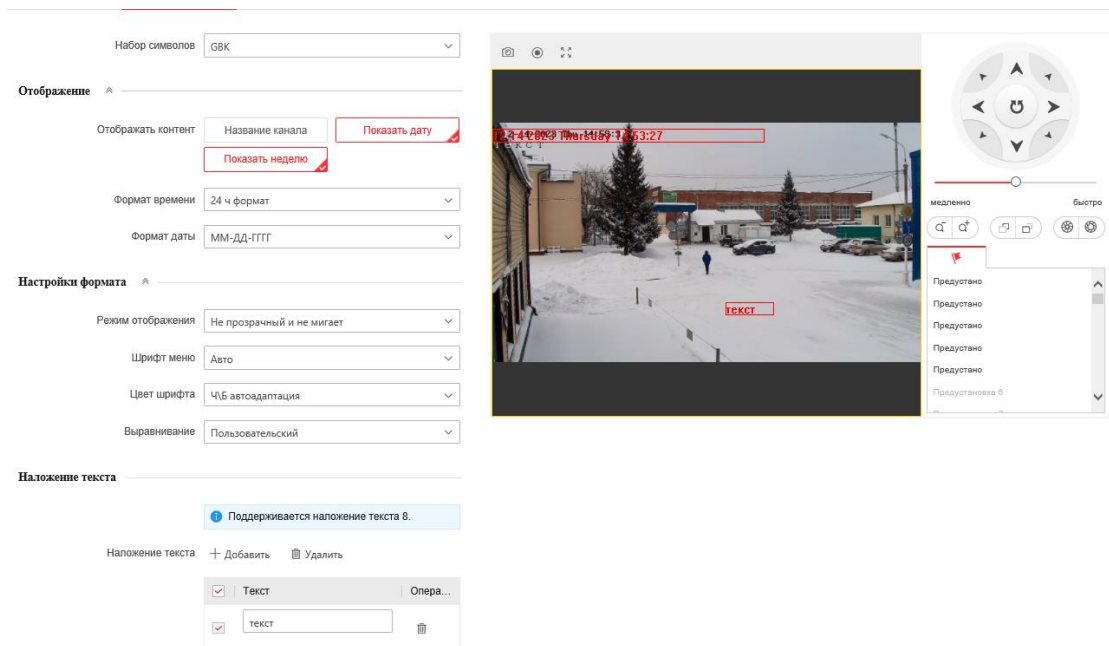 Набор символов GBK
Отображение
Отображать контент Название канала Показать дату
Показать неделю
Формат времени 24 ч формат
Формат даты ММ-ДД-ГГГГ
Настройки формата
Режим отображения Не прозрачный и не мигает
Шрифт меню Авто
Цвет шрифта Ч\Б автоадаптация
Выравнивание Пользовательский
Наложение текста
Поддерживается наложение текста 8.
Наложение текста Добавить Удалить
Текст Опера...
текст
Thursday
текст
текст
медленно быстро
Предустано
Предустано
Предустано
Предустано
Предустано
Предустановка 6